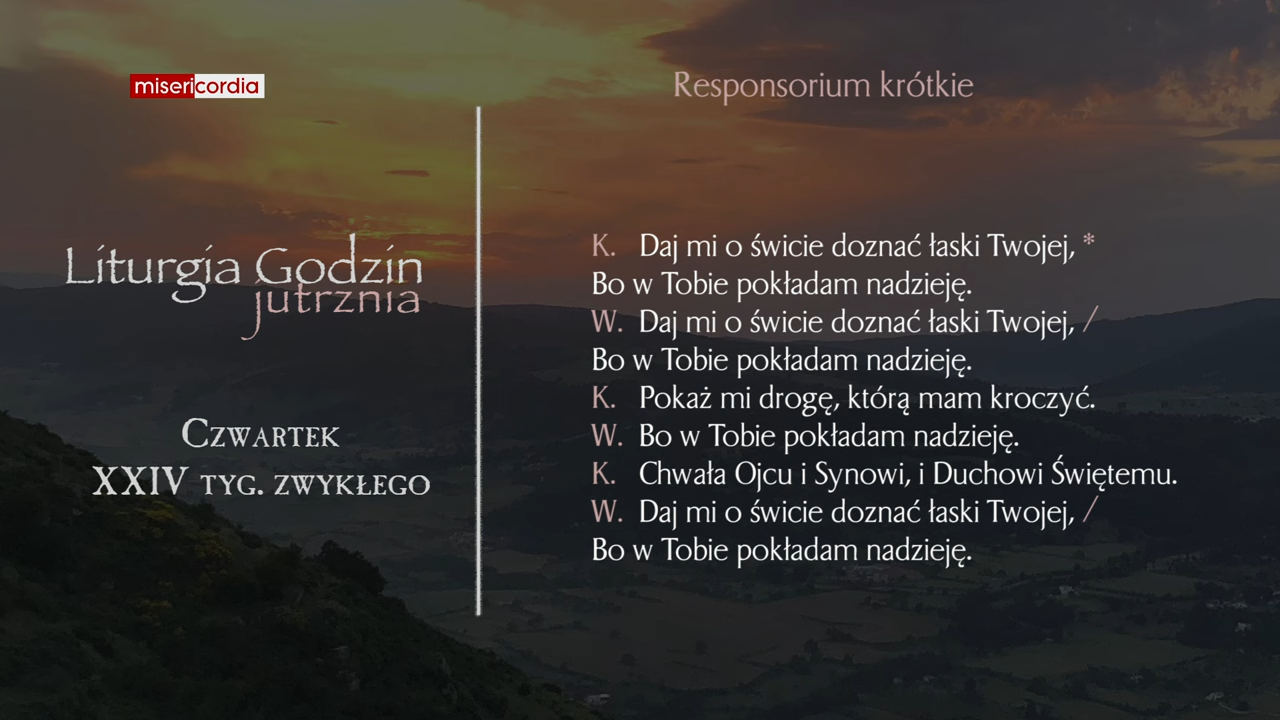 misericordia
Liturgia Godzin
jutrznia
Czwartek
XXIV tyg. zwykłego
Responsorium krótkie
K. Daj mi o świcie doznać łaski Twojej, *
Bo w Tobie pokładam nadzieję.
W. Daj mi o świcie doznać łaski Twojej, /
Bo w Tobie pokładam nadzieję.
K. Pokaż mi drogę, którą mam kroczyć.
W. Bo w Tobie pokładam nadzieję.
K. Chwała Ojcu i Synowi, i Duchowi Świętemu.
W. Daj mi o świcie doznać łaski Twojej, /
Bo w Tobie pokładam nadzieję.